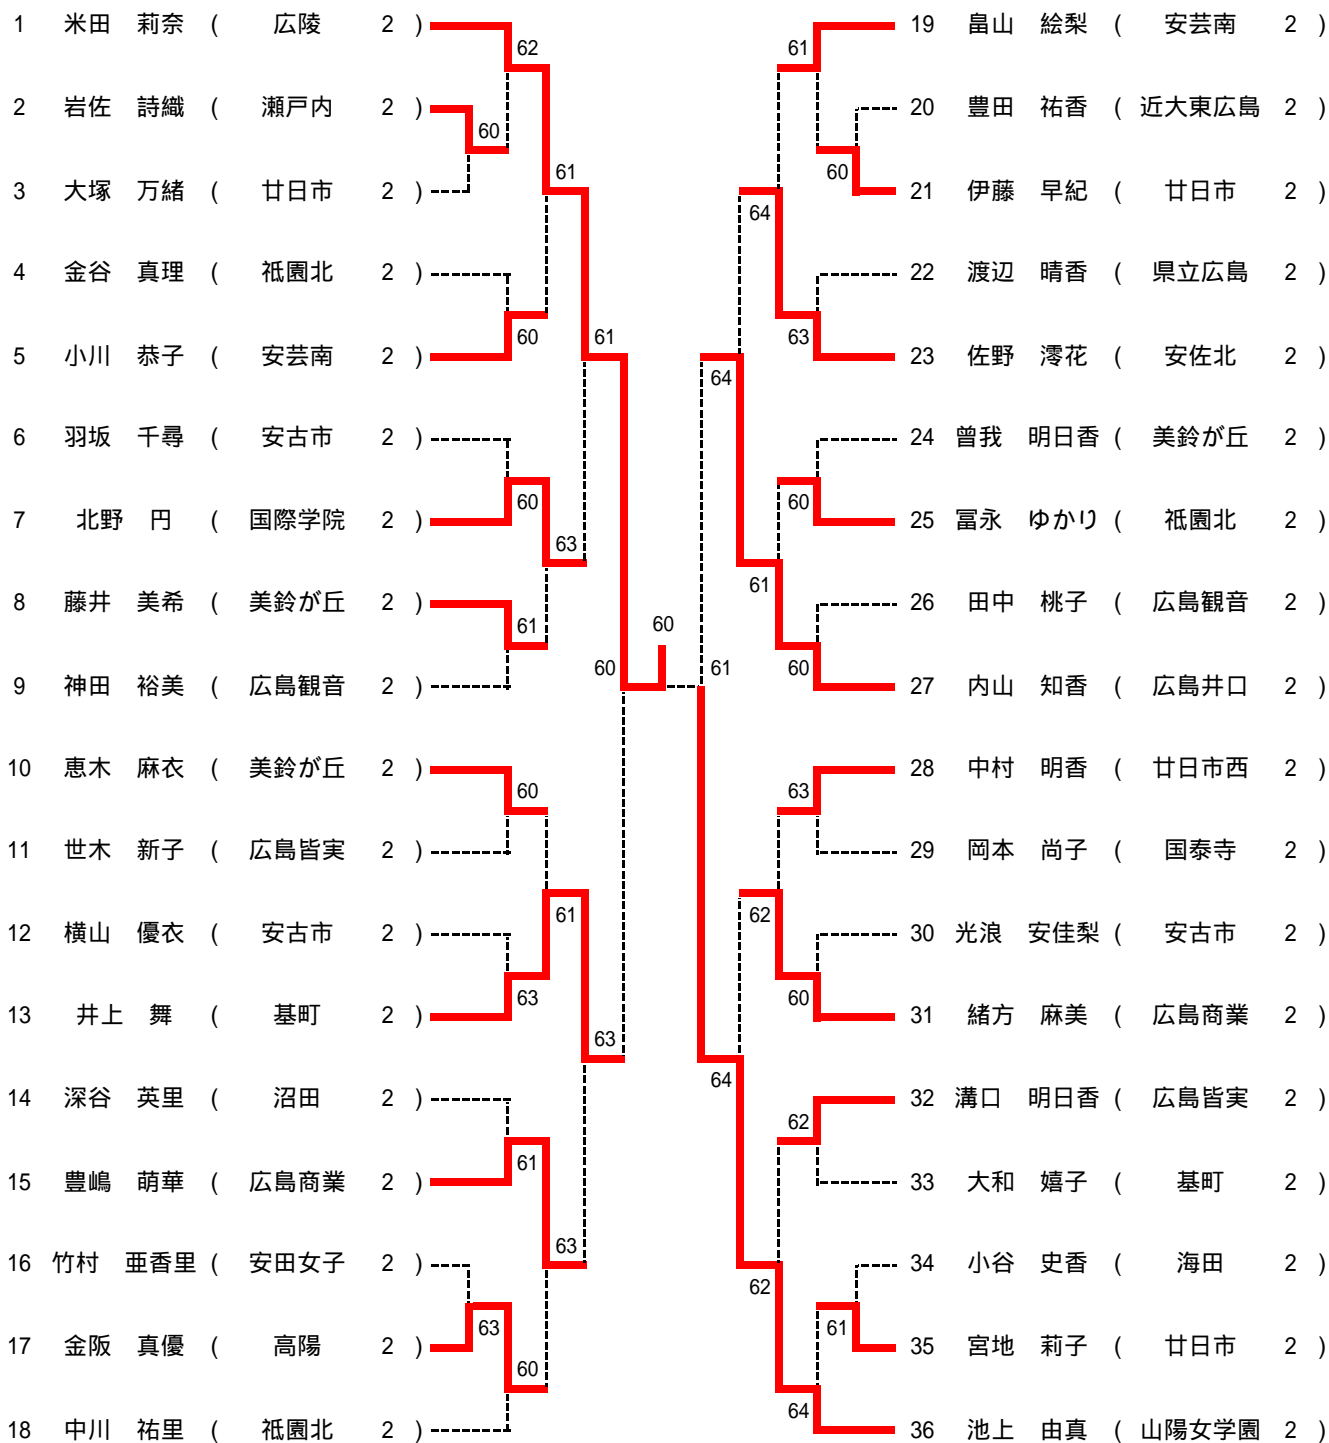 1 米田 莉奈 ( 広陵 2 )
2 岩佐 詩織 ( 瀬戸内 2 )
3 大塚 万緒 ( 廿日市 2 )
4 金谷 真理 ( 祗園北 2 )
5 小川 恭子 ( 安芸南 2 )
6 羽坂 千尋 ( 安古市 2 )
7 北野 円 ( 国際学院 2 )
8 藤井 美希 ( 美鈴が丘 2 )
9 神田 裕美 ( 広島観音 2 )
10 恵木 麻衣 ( 美鈴が丘 2 )
11 世木 新子 ( 広島皆実 2 )
12 横山 優衣 ( 安古市 2 )
13 井上 舞 ( 基町 2 )
14 深谷 英里 ( 沼田 2 )
15 豊嶋 萌華 ( 広島商業 2 )
16 竹村 亜香里 ( 安田女子 2 )
17 金阪 真優 ( 高陽 2 )
18 中川 祐里 ( 祗園北 2 )
62
60
61
60
61
60
63
61
60
60
60
61
63
63
61
63
63
60
61
61
60
64
63
64
60
61
60
63
62
60
64
62
62
61
64
19 畠山 絵梨 ( 安芸南 2 )
20 豊田 祐香 ( 近大東広島 2 )
21 伊藤 早紀 ( 廿日市 2 )
22 渡辺 晴香 ( 県立広島 2 )
23 佐野 澪花 ( 安佐北 2 )
24 曽我 明日香 ( 美鈴が丘 2 )
25 冨永 ゆかり ( 祗園北 2 )
26 田中 桃子 ( 広島観音 2 )
27 内山 知香 ( 広島井口 2 )
28 中村 明香 ( 廿日市西 2 )
29 岡本 尚子 ( 国泰寺 2 )
30 光浪 安佳梨 ( 安古市 2 )
31 緒方 麻美 ( 広島商業 2 )
32 溝口 明日香 ( 広島皆実 2 )
33 大和 嬉子 ( 基町 2 )
34 小谷 史香 ( 海田 2 )
35 宮地 莉子 ( 廿日市 2 )
36 池上 由真 ( 山陽女学園 2 )